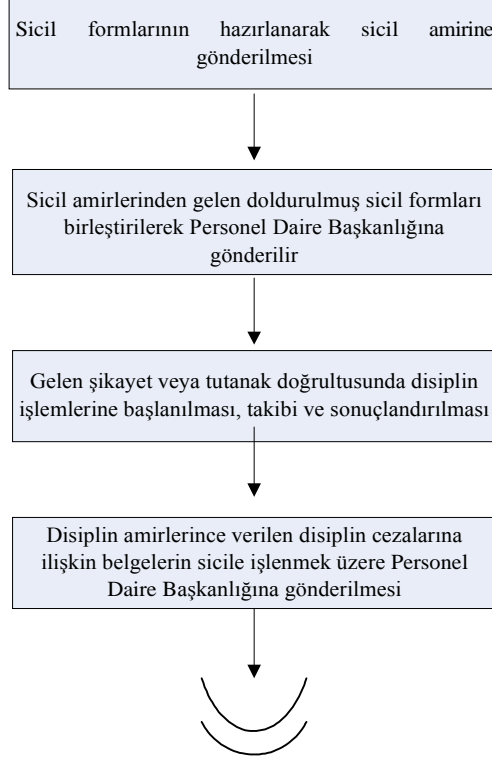 Sicil formlarının hazırlanarak sicil amirine
gönderilmesi
Sicil amirlerinden gelen doldurulmuş sicil formları
birleştirilerek Personel Daire Başkanlığına
gönderilir
Gelen şikayet veya tutanak doğrultusunda disiplin
işlemlerine başlanılması, takibi ve sonuçlandırılması
Disiplin amirlerince verilen disiplin cezalarına
ilişkin belgelerin sicile işlenmek üzere Personel
Daire Başkanlığına gönderilmesi